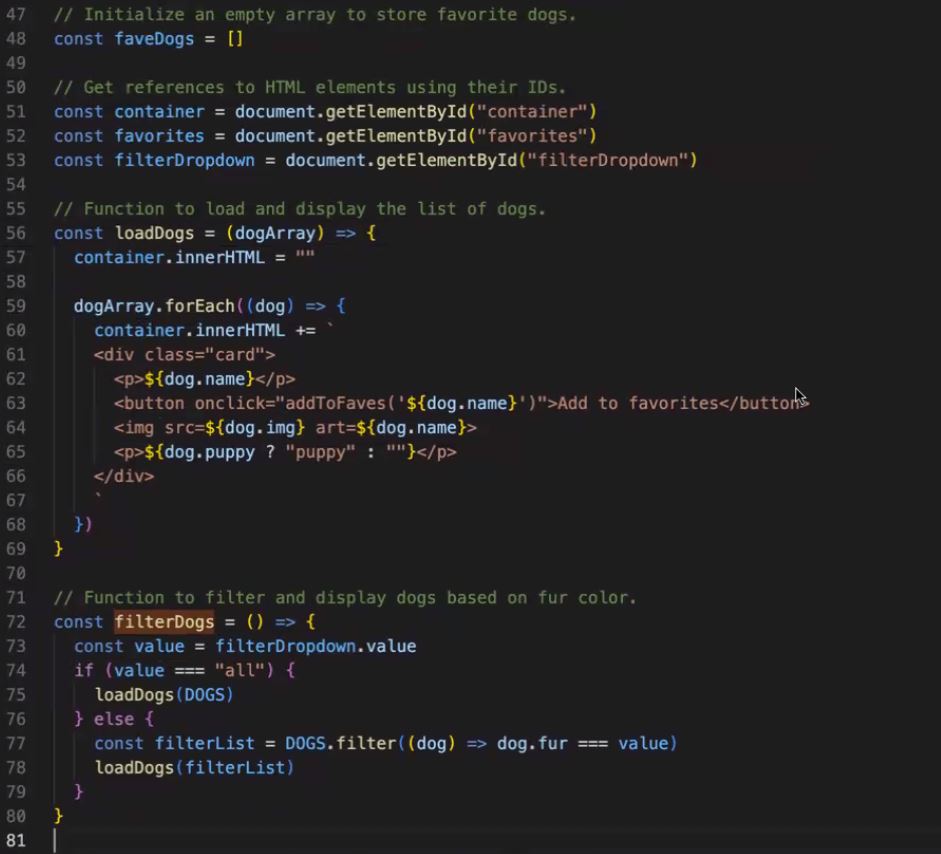 47 // Initialize an empty array to store favorite dogs.
48 const faveDogs = []
49
50 // Get references to HTML elements using their IDs.
51 const container = document.getElementById("container")
52 const favorites = document.getElementById("favorites")
53 const filterDropdown = document.getElementById("filterDropdown")
54
55 // Function to load and display the list of dogs.
56 const loadDogs = (dogArray) => {
57   container.innerHTML = ""
58
59   dogArray.forEach((dog) => {
60     container.innerHTML += `
61     <div class="card">
62       <p>${dog.name}</p>
63       <button onclick="addToFaves('${dog.name}')">Add to favorites</button>
64       <img src=${dog.img} art=${dog.name}>
65       <p>${dog.puppy ? "puppy" : ""}</p>
66     </div>
67     `
68   })
69 }
70
71 // Function to filter and display dogs based on fur color.
72 const filterDogs = () => {
73   const value = filterDropdown.value
74   if (value === "all") {
75     loadDogs(DOGS)
76   } else {
77     const filterList = DOGS.filter((dog) => dog.fur === value)
78     loadDogs(filterList)
79   }
80 }
81